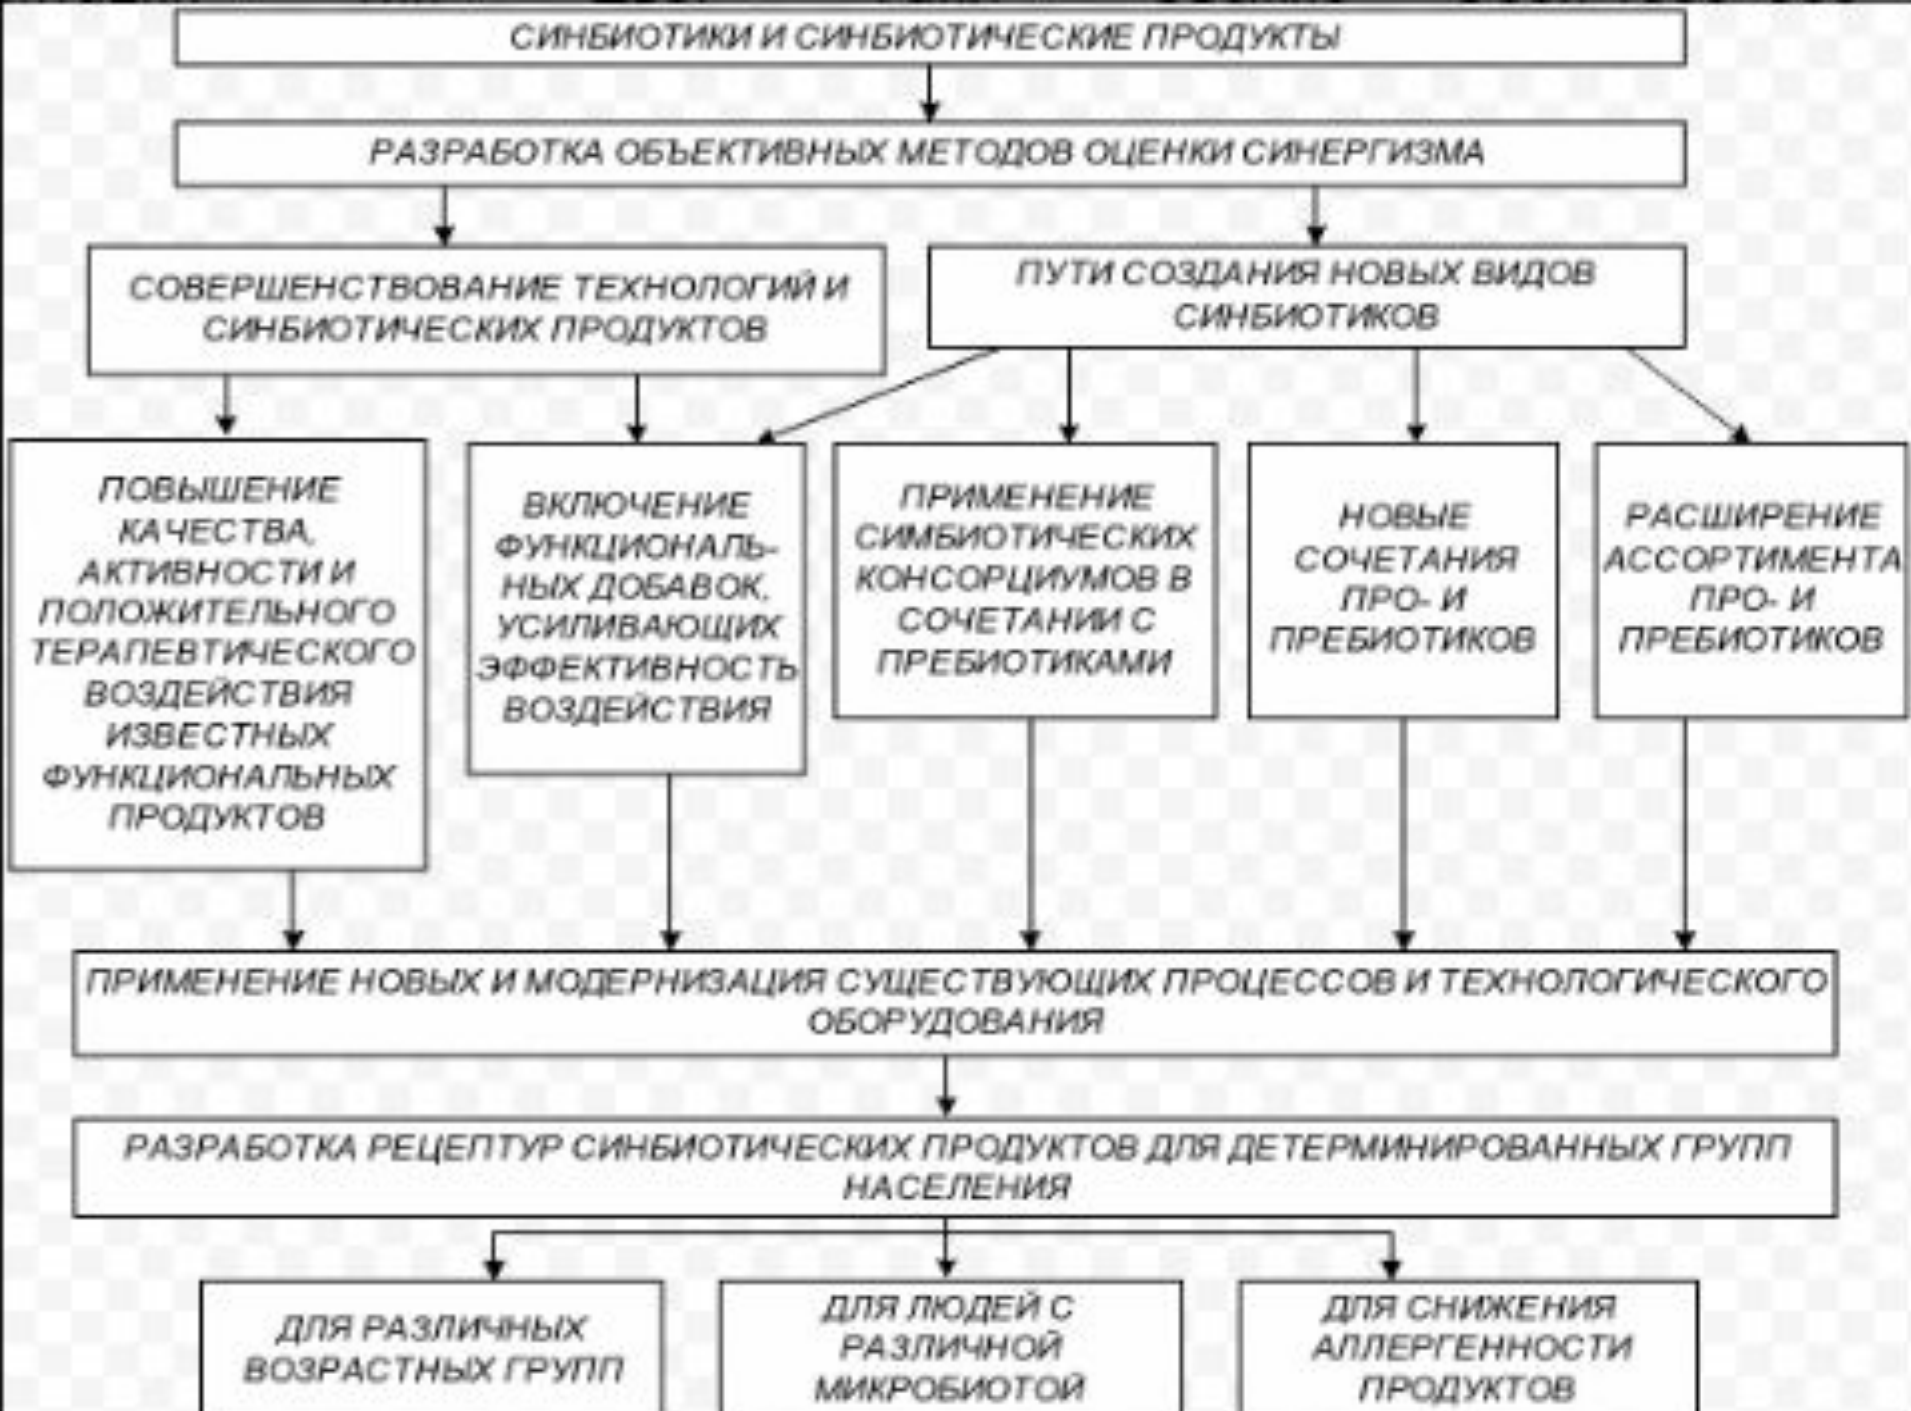 СИНБИОТИКИ И СИНБИОТИЧЕСКИЕ ПРОДУКТЫ
РАЗРАБОТКА ОБЪЕКТИВНЫХ МЕТОДОВ ОЦЕНКИ СИНЕРГИЗМА
СОВЕРШЕНСТВОВАНИЕ ТЕХНОЛОГИЙ И
СИНБИОТИЧЕСКИХ ПРОДУКТОВ
ПУТИ СОЗДАНИЯ НОВЫХ ВИДОВ
СИНБИОТИКОВ
ПОВЫШЕНИЕ
КАЧЕСТВА,
АКТИВНОСТИ И
ПОЛОЖИТЕЛЬНОГО
ТЕРАПЕВТИЧЕСКОГО
ВОЗДЕЙСТВИЯ
ИЗВЕСТНЫХ
ФУНКЦИОНАЛЬНЫХ
ПРОДУКТОВ
ВКЛЮЧЕНИЕ
ФУНКЦИОНАЛЬ-
НЫХ ДОБАВОК,
УСИЛИВАЮЩИХ
ЭФФЕКТИВНОСТЬ
ВОЗДЕЙСТВИЯ
ПРИМЕНЕНИЕ
СИМБИОТИЧЕСКИХ
КОНСОРЦИУМОВ В
СОЧЕТАНИИ С
ПРЕБИОТИКАМИ
НОВЫЕ
СОЧЕТАНИЯ
ПРО- И
ПРЕБИОТИКОВ
РАСШИРЕНИЕ
АССОРТИМЕНТА
ПРО- И
ПРЕБИОТИКОВ
ПРИМЕНЕНИЕ НОВЫХ И МОДЕРНИЗАЦИЯ СУЩЕСТВУЮЩИХ ПРОЦЕССОВ И ТЕХНОЛОГИЧЕСКОГО
ОБОРУДОВАНИЯ
РАЗРАБОТКА РЕЦЕПТУР СИНБИОТИЧЕСКИХ ПРОДУКТОВ ДЛЯ ДЕТЕРМИНИРОВАННЫХ ГРУПП
НАСЕЛЕНИЯ
ДЛЯ РАЗЛИЧНЫХ
ВОЗРАСТНЫХ ГРУПП
ДЛЯ ЛЮДЕЙ С
РАЗЛИЧНОЙ
МИКРОБИОТОЙ
ДЛЯ СНИЖЕНИЯ
АЛЛЕРГЕННОСТИ
ПРОДУКТОВ